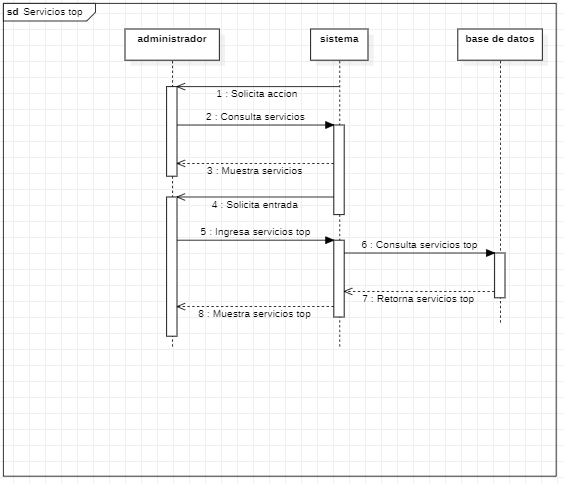 sd Servicios top
administrador
sistema
base de datos
1 : Solicita accion
2 : Consulta servicios
3 : Muestra servicios
4 : Solicita entrada
5 : Ingresa servicios top
6 : Consulta servicios top
7 : Retorna servicios top
8 : Muestra servicios top